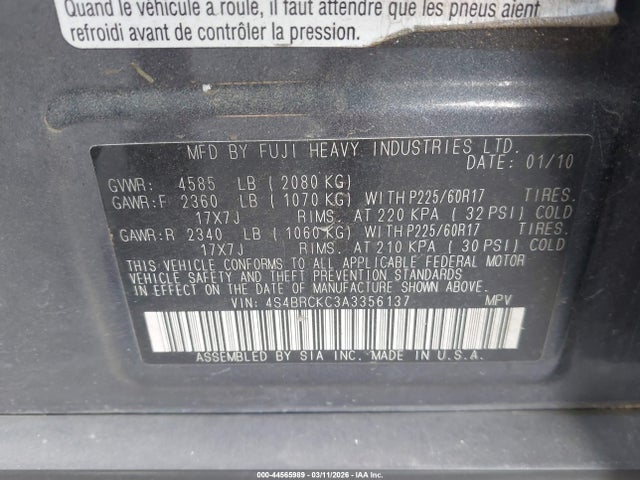 Quand le véhicule a roulé, il faut attendre que les pneus aient
refroidi avant de contrôler la pression.
MFD BY FUJI HEAVY INDUSTRIES LTD.
DATE: 01/10
GVWR: 4585 LB ( 2080 KG)
GAWR:F 2360 LB ( 1070 KG) WITH P225/60R17 TIRES.
17X7J RIMS. AT 220 KPA ( 32 PSI) COLD
GAWR:R 2340 LB ( 1060 KG) WITH P225/60R17 TIRES.
17X7J RIMS. AT 210 KPA ( 30 PSI) COLD
THIS VEHICLE CONFORMS TO ALL APPLICABLE FEDERAL MOTOR
VEHICLE SAFETY AND THEFT PREVENTION STANDARDS
IN EFFECT ON THE DATE OF MANUFACTURE SHOWN ABOVE.
VIN: 4S4BRCKC3A3356137 MPV
ASSEMBLED BY SIA INC. MADE IN U.S.A.
000-44565989 - 03/11/2026 - IAAI.COM